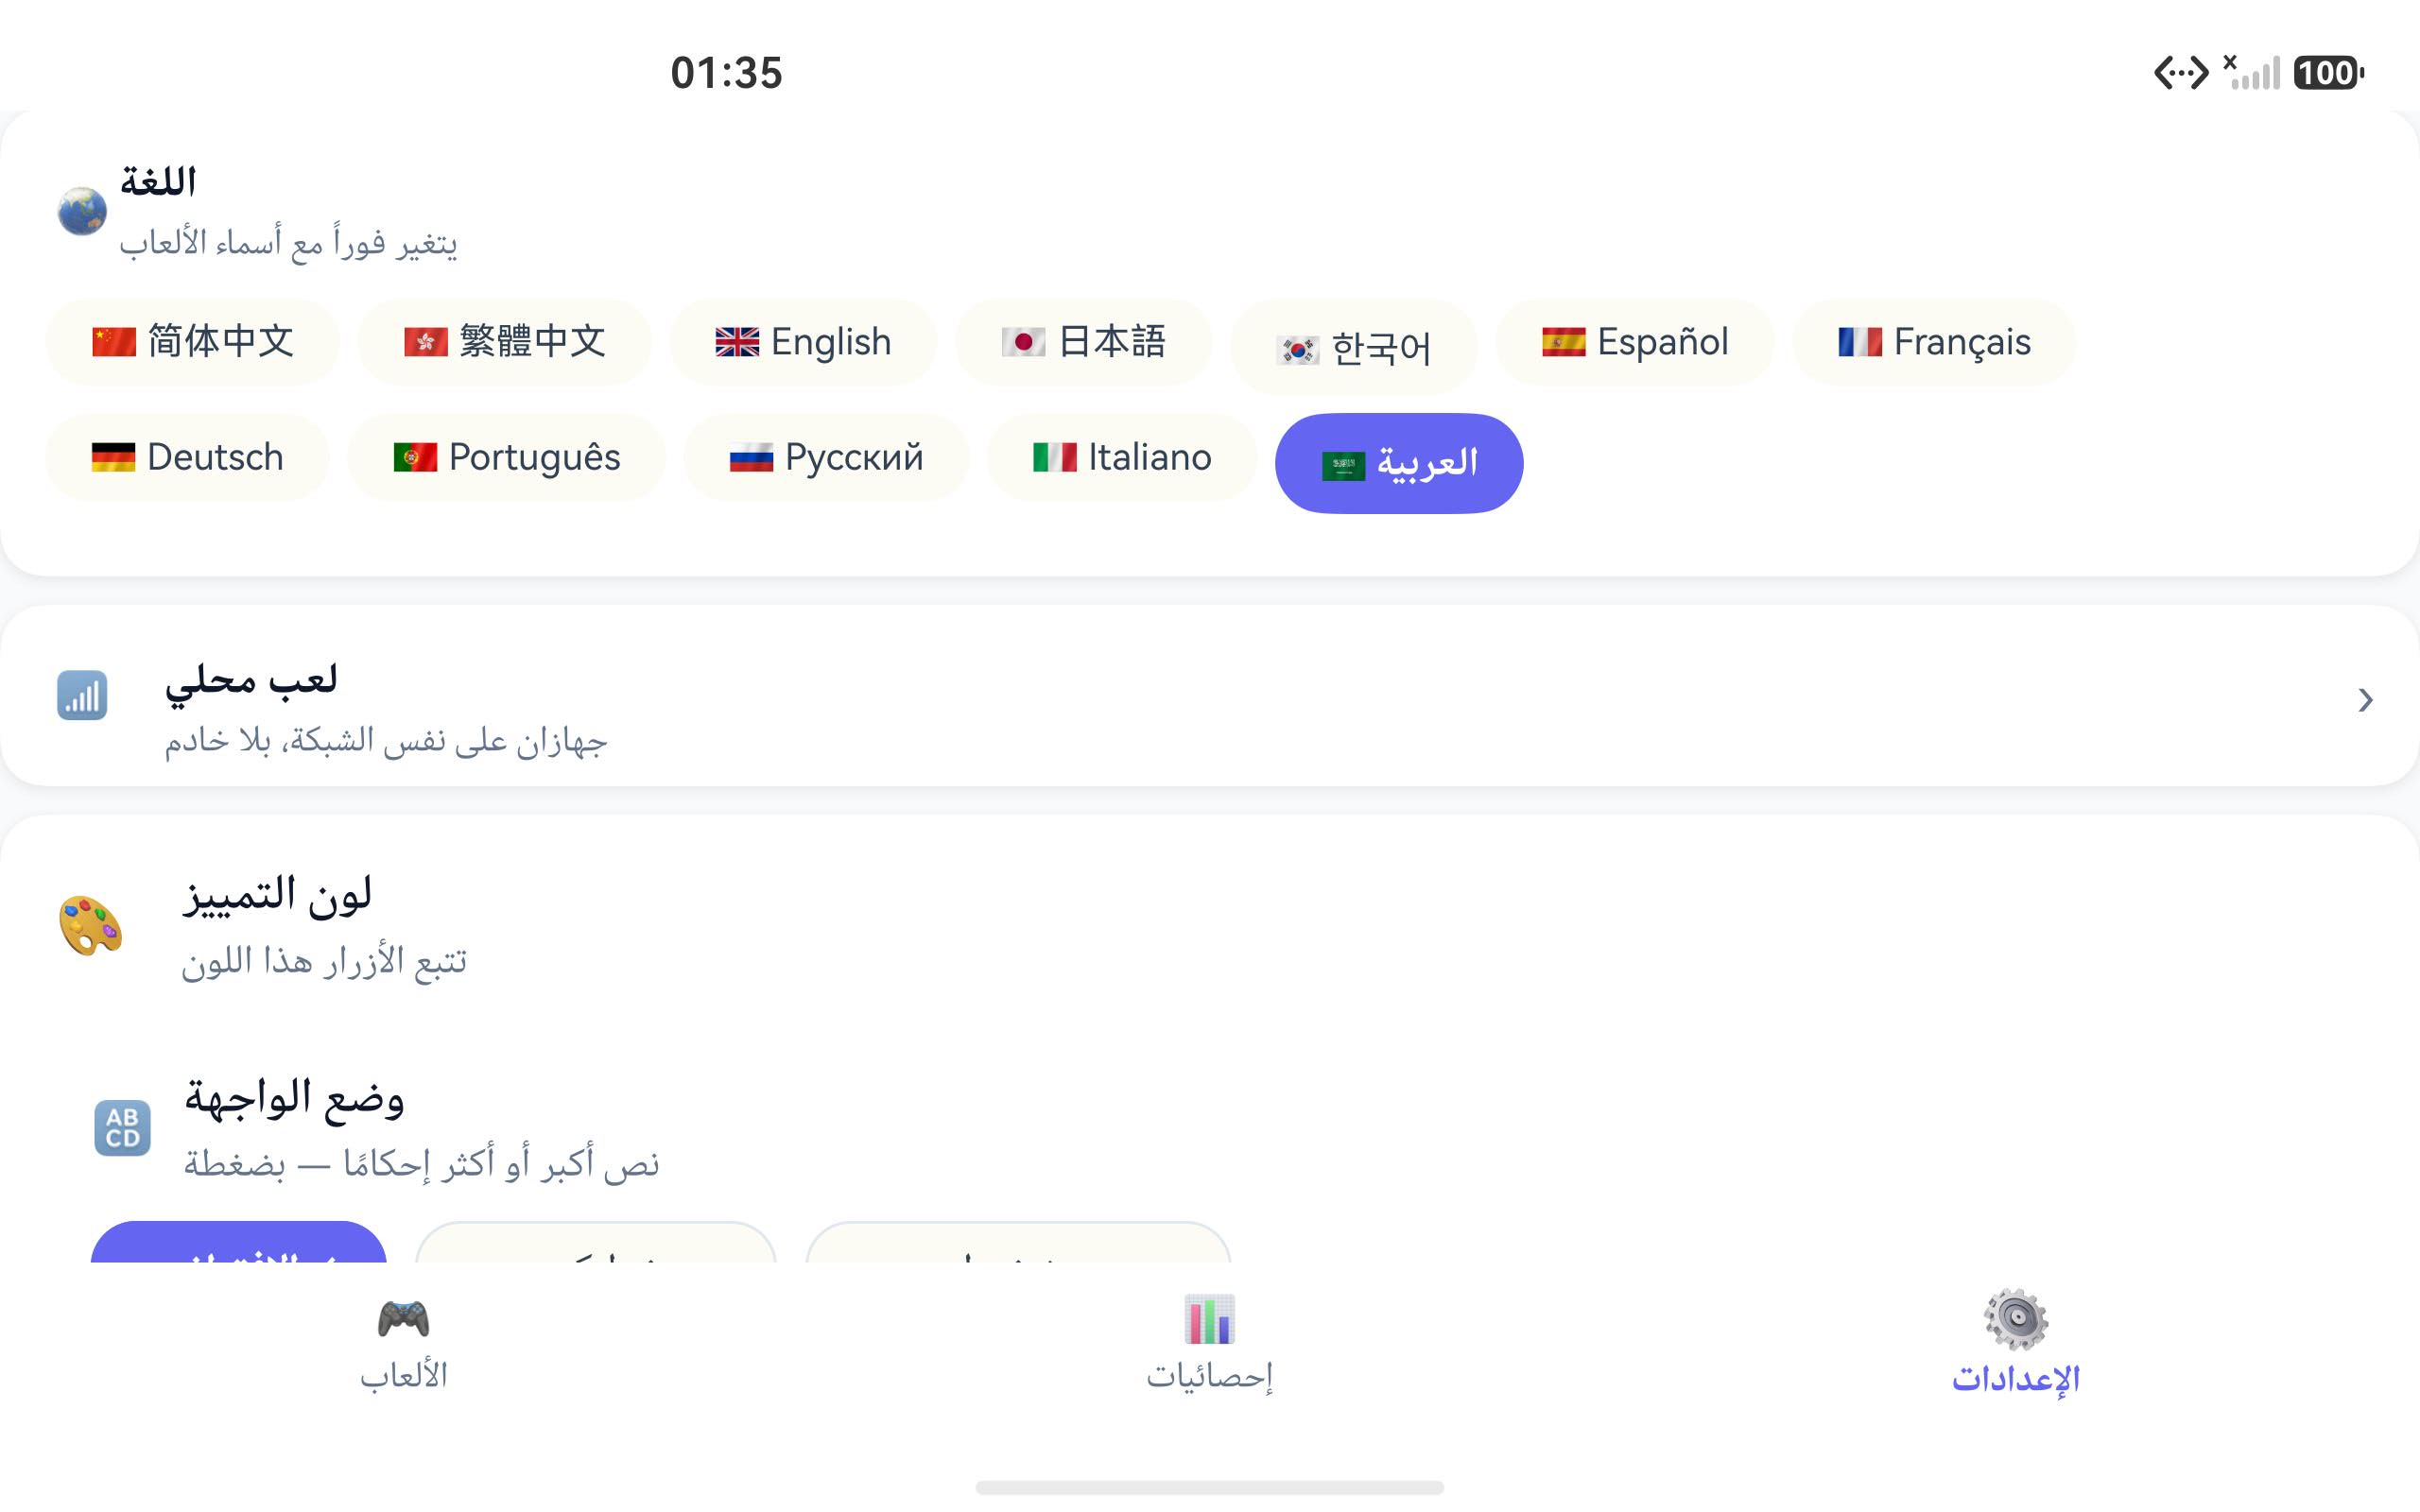 01:35
100
اللغة
يتغير فوراً مع أسماء الألعاب
简体中文
繁體中文
English
日本語
한국어
Español
Français
Deutsch
Português
Русский
Italiano
العربية
لعب محلي
جهازان على نفس الشبكة، بلا خادم
لون التمييز
تتبع الأزرار هذا اللون
ABCD
وضع الواجهة
نص أكبر أو أكثر إحكامًا — بضغطة
الألعاب
إحصائيات
الإعدادات